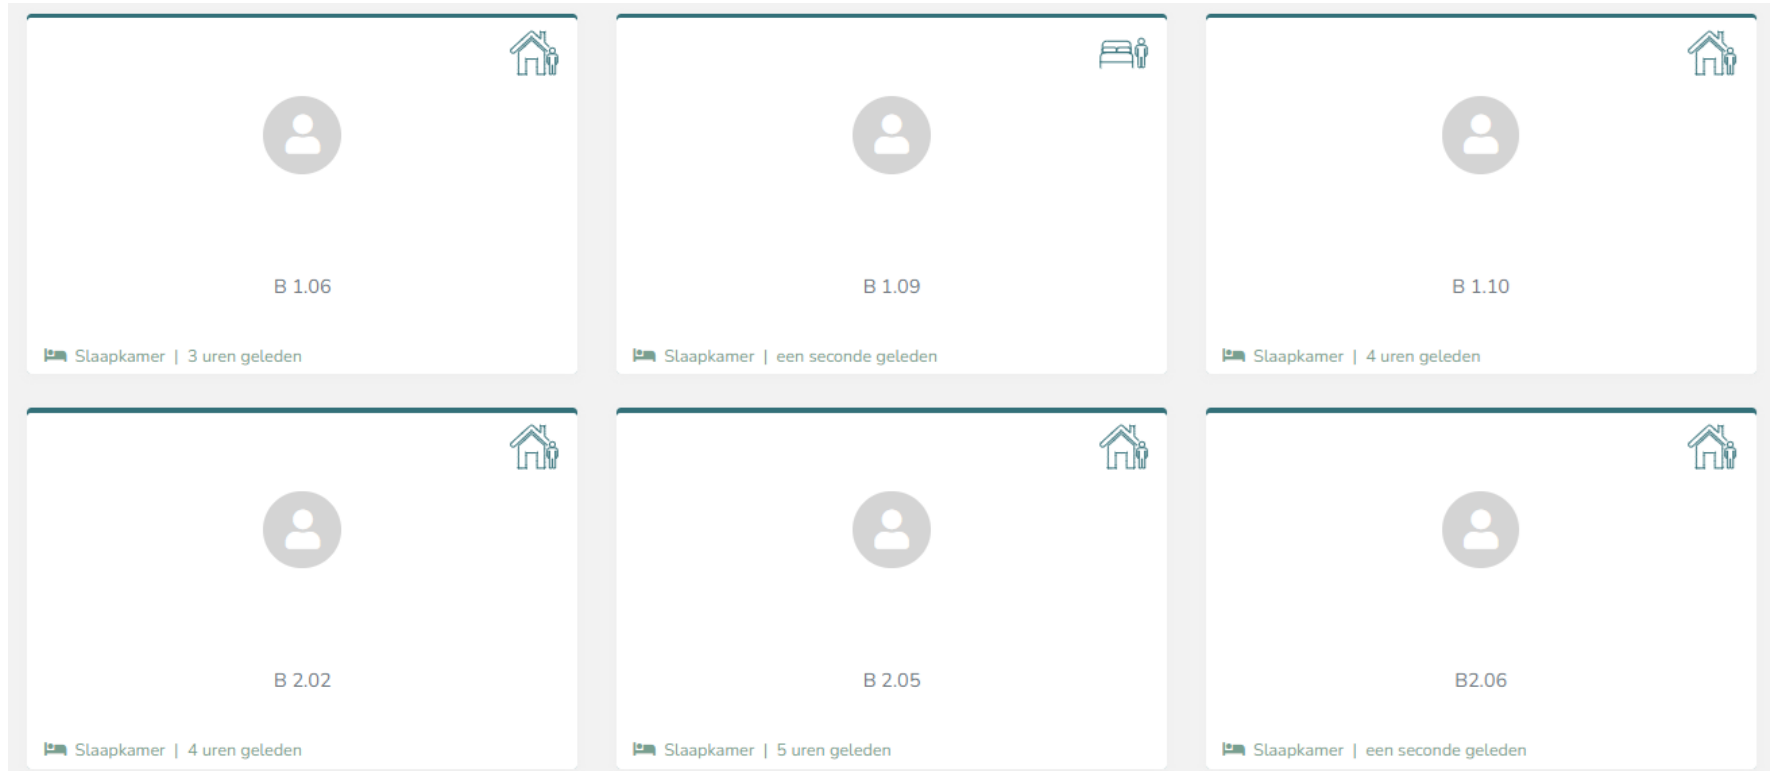 B 1.06
Slaapkamer | 3 uren geleden
B 1.09
Slaapkamer | een seconde geleden
B 1.10
Slaapkamer | 4 uren geleden
B 2.02
Slaapkamer | 4 uren geleden
B 2.05
Slaapkamer | 5 uren geleden
B2.06
Slaapkamer | een seconde geleden